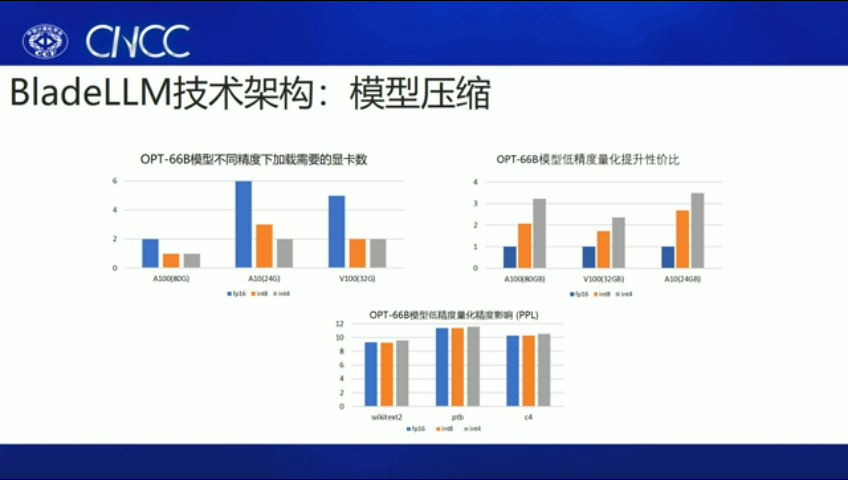 CCF
CNCC
BladeLLM技术架构：模型压缩
OPT-66B模型不同精度下加载需要的显卡数
6
4
2
0
A100(80G)
A10(24G)
V100(32G)
fp16 int8 int4
OPT-66B模型低精度量化提升性价比
4
3
2
1
0
A100(80GB)
V100(32GB)
A10(24GB)
fp16 int8 int4
OPT-66B模型低精度量化精度影响 (PPL)
12
10
8
6
4
2
0
wikitext2
ptb
c4
fp16 int8 int4